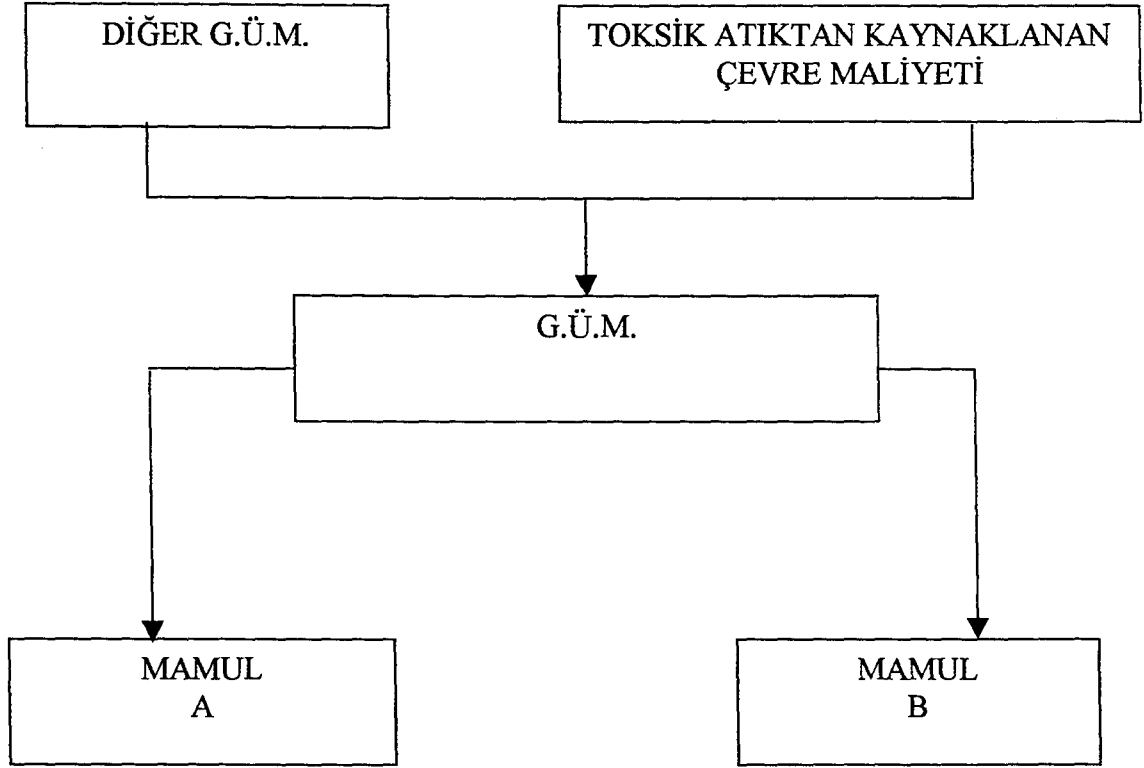 DİĞER G.Ü.M.
TOKSİK ATIKTAN KAYNAKLANAN
ÇEVRE MALİYETİ
G.Ü.M.
MAMUL
A
MAMUL
B